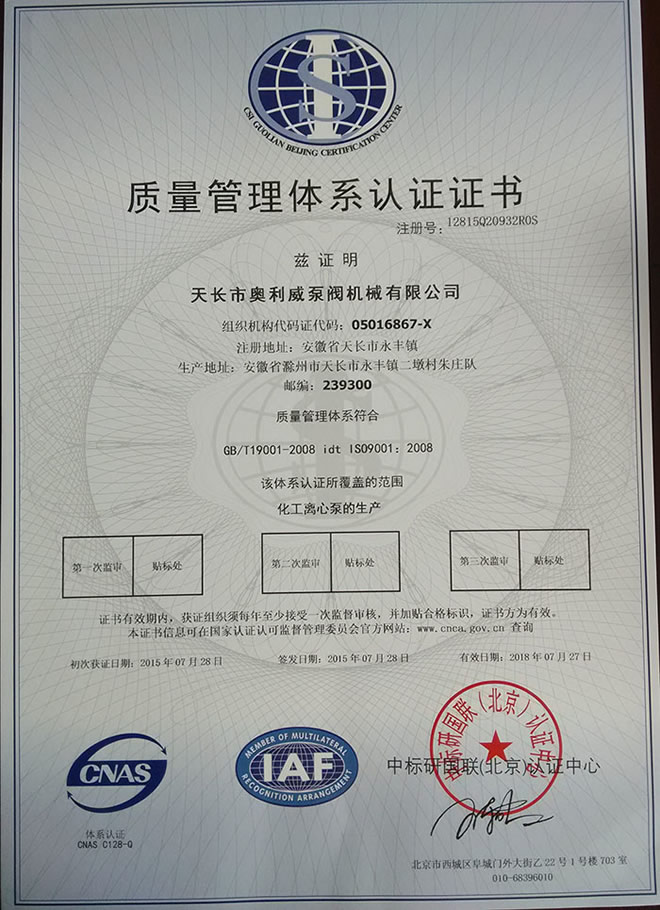 CSI GUOLIAN BEIJING CERTIFICATION CENTER
质量管理体系认证证书
注册号：12815Q20932R0S
兹证明
天长市奥利威泵阀机械有限公司
组织机构代码证代码：05016867-X
注册地址：安徽省天长市永丰镇
生产地址：安徽省滁州市天长市永丰镇二墩村朱庄队
邮编：239300
质量管理体系符合
GB/T19001-2008 idt ISO9001：2008
该体系认证所覆盖的范围
化工离心泵的生产
第一次监审 贴标处 第二次监审 贴标处 第三次监审 贴标处
证书有效期内，获证组织须每年至少接受一次监督审核，并加贴合格标识，证书方为有效。
本证书信息可在国家认证认可监督管理委员会官方网站：www.cnca.gov.cn 查询
初次获证日期：2015 年 07 月 28 日 签发日期：2015 年 07 月 28 日 有效日期：2018 年 07 月 27 日
中标研国联（北京）认证中心
CNAS
MEMBER OF MULTILATERAL
IAF
RECOGNITION ARRANGEMENT
中标研国联(北京)认证中心
体系认证
CNAS C128-Q
北京市西城区阜城门外大街乙 22 号 1 号楼 703 室
010-68396010